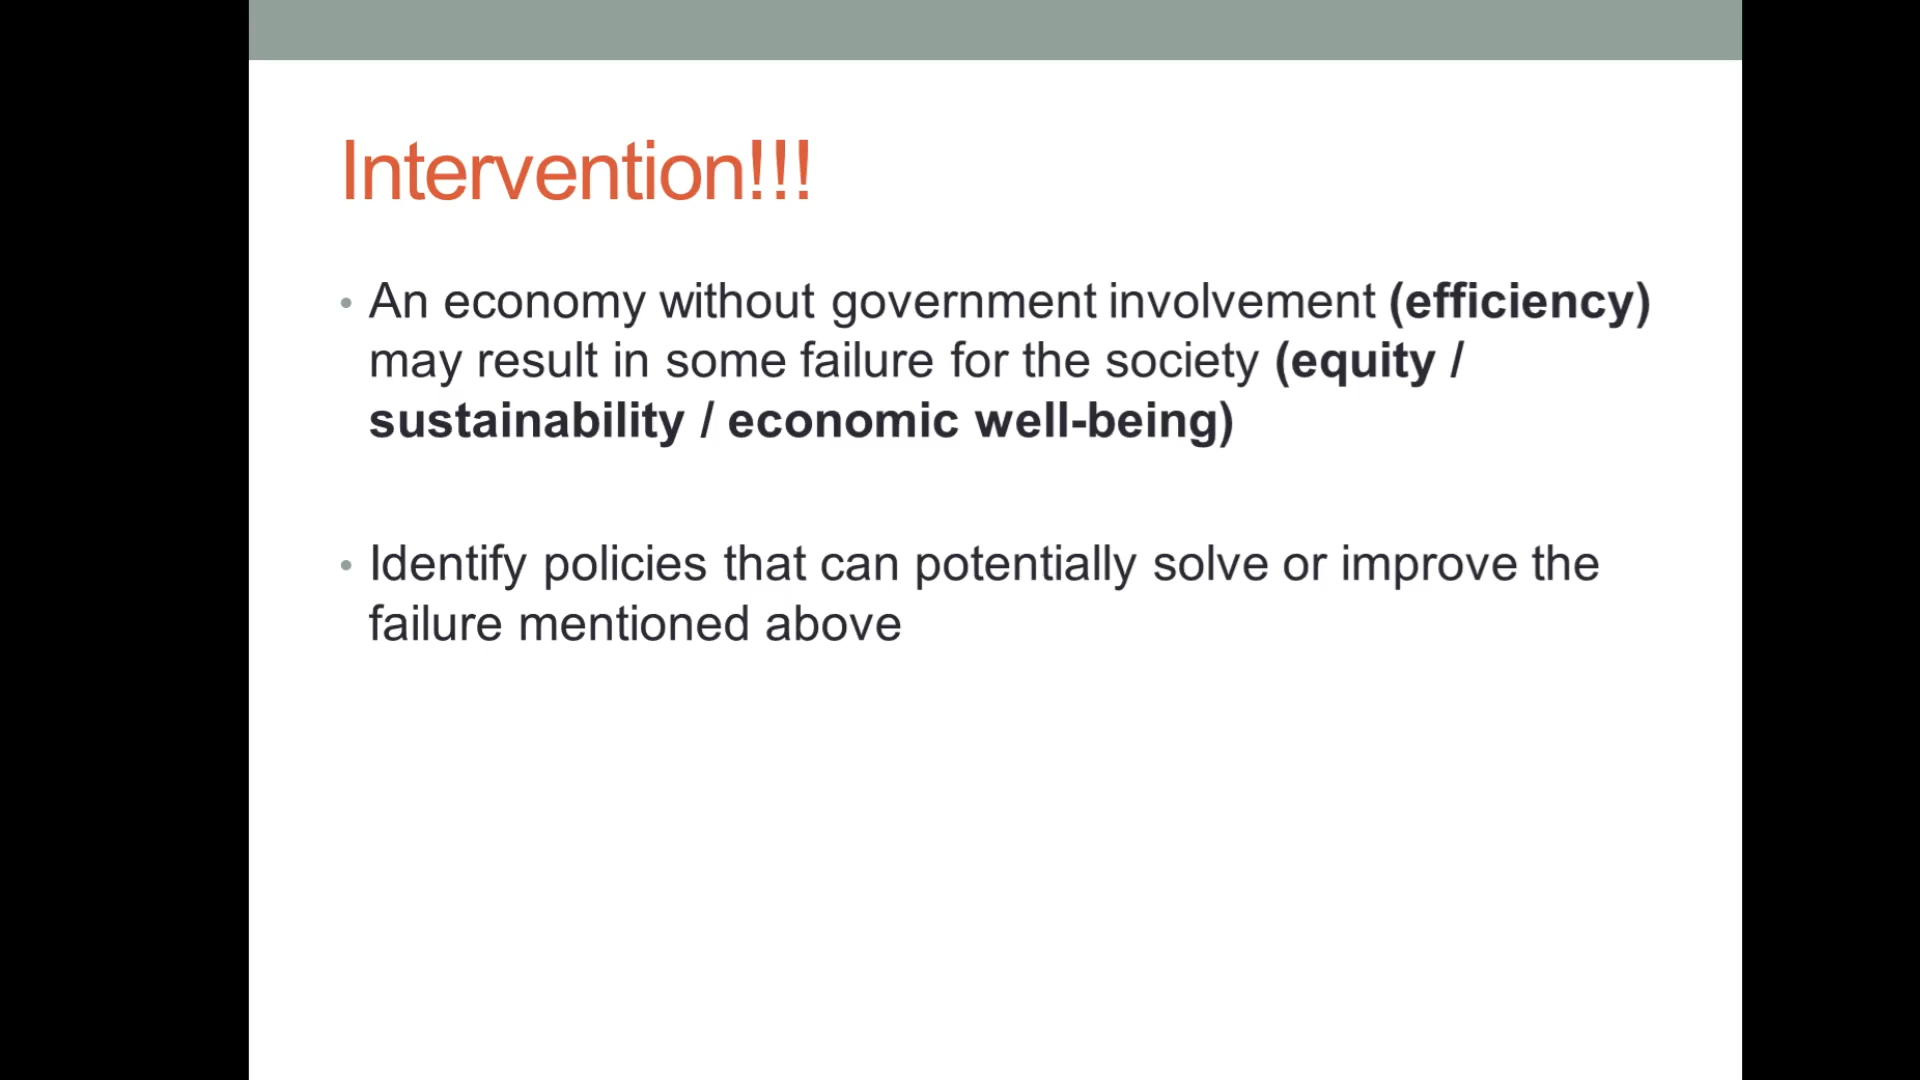 Intervention!!!
• An economy without government involvement (efficiency)
may result in some failure for the society (equity /
sustainability / economic well-being)
• Identify policies that can potentially solve or improve the
failure mentioned above